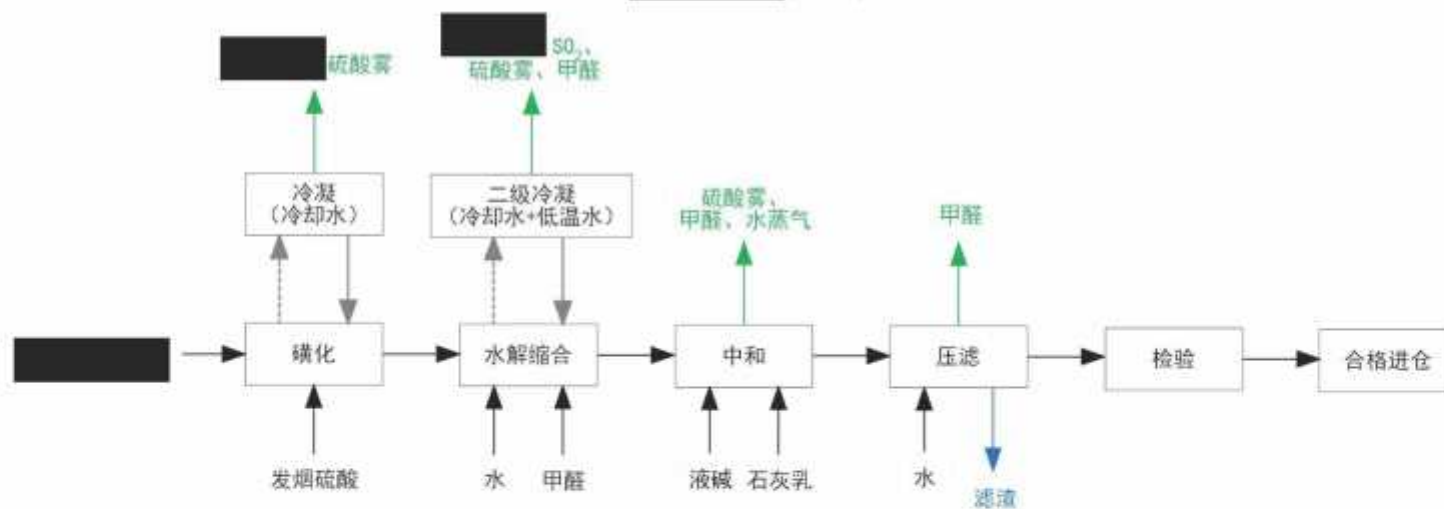 硫酸雾
SO₂、
硫酸雾、甲醛
冷凝
（冷却水）
二级冷凝
（冷却水+低温水）
硫酸雾、
甲醛、水蒸气
甲醛
磺化
水解缩合
中和
压滤
检验
合格进仓
发烟硫酸
水
甲醛
液碱
石灰乳
水
滤渣